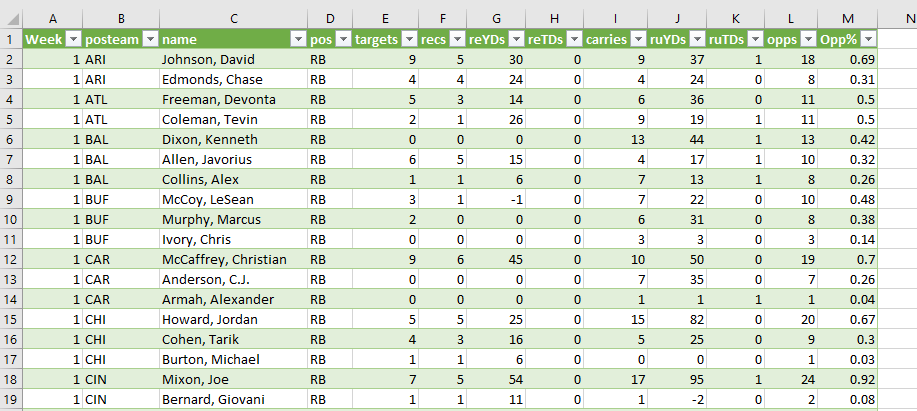 A B C D E F G H I J K L M N
1 Week posteam name pos targets recs reYDs reTDs carries ruYDs ruTDs opps Opp%
2 1 ARI Johnson, David RB 9 5 30 0 9 37 1 18 0.69
3 1 ARI Edmonds, Chase RB 4 4 24 0 4 24 0 8 0.31
4 1 ATL Freeman, Devonta RB 5 3 14 0 6 36 0 11 0.5
5 1 ATL Coleman, Tevin RB 2 1 26 0 9 19 1 11 0.5
6 1 BAL Dixon, Kenneth RB 0 0 0 0 13 44 1 13 0.42
7 1 BAL Allen, Javorius RB 6 5 15 0 4 17 1 10 0.32
8 1 BAL Collins, Alex RB 1 1 6 0 7 13 1 8 0.26
9 1 BUF McCoy, LeSean RB 3 1 -1 0 7 22 0 10 0.48
10 1 BUF Murphy, Marcus RB 2 0 0 0 6 31 0 8 0.38
11 1 BUF Ivory, Chris RB 0 0 0 0 3 3 0 3 0.14
12 1 CAR McCaffrey, Christian RB 9 6 45 0 10 50 0 19 0.7
13 1 CAR Anderson, C.J. RB 0 0 0 0 7 35 0 7 0.26
14 1 CAR Armah, Alexander RB 0 0 0 0 1 1 1 1 0.04
15 1 CHI Howard, Jordan RB 5 5 25 0 15 82 0 20 0.67
16 1 CHI Cohen, Tarik RB 4 3 16 0 5 25 0 9 0.3
17 1 CHI Burton, Michael RB 1 1 6 0 0 0 0 1 0.03
18 1 CIN Mixon, Joe RB 7 5 54 0 17 95 1 24 0.92
19 1 CIN Bernard, Giovani RB 1 1 11 0 1 -2 0 2 0.08